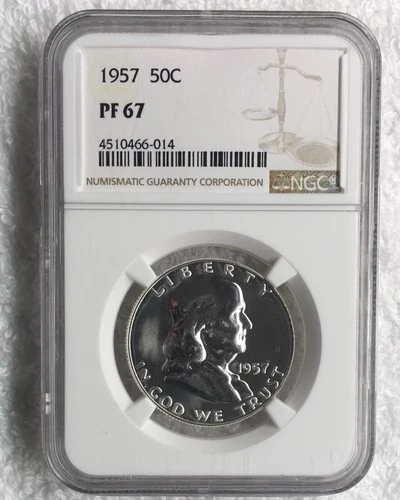 1957 50C
PF 67
4510466-014
NUMISMATIC GUARANTY CORPORATION
NGC®
LIBERTY
1957
IN GOD WE TRUST